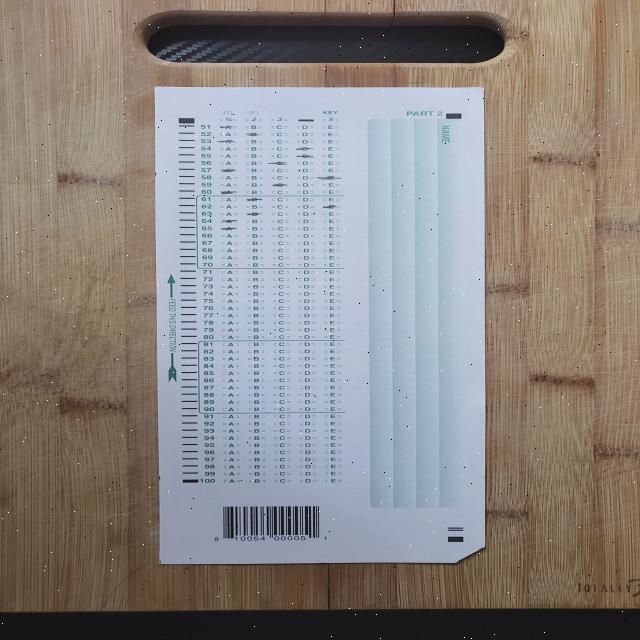 (T) (F) KEY
PART 2
NAME
51 A B C D E
52 A B C D E
53 A B C D E
54 A B C D E
55 A B C D E
56 A B C D E
57 A B C D E
58 A B C D E
59 A B C D E
60 A B C D E
61 A B C D E
62 A B C D E
63 A B C D E
64 A B C D E
65 A B C D E
66 A B C D E
67 A B C D E
68 A B C D E
69 A B C D E
70 A B C D E
71 A B C D E
72 A B C D E
73 A B C D E
74 A B C D E
75 A B C D E
76 A B C D E
77 A B C D E
78 A B C D E
79 A B C D E
80 A B C D E
81 A B C D E
82 A B C D E
83 A B C D E
84 A B C D E
85 A B C D E
86 A B C D E
87 A B C D E
88 A B C D E
89 A B C D E
90 A B C D E
91 A B C D E
92 A B C D E
93 A B C D E
94 A B C D E
95 A B C D E
96 A B C D E
97 A B C D E
98 A B C D E
99 A B C D E
100 A B C D E
FEED THIS DIRECTION
8 10054 00005 1
TOTALLY